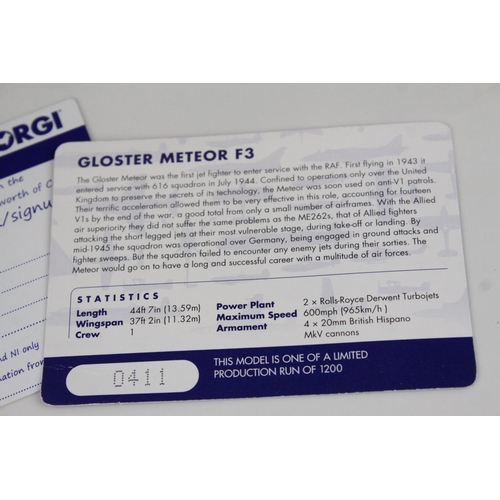 ORGI
n the
worth of C
/signu
GLOSTER METEOR F3
The Gloster Meteor was the first jet fighter to enter service with the RAF. First flying in 1943 it
entered service with 616 squadron in July 1944. Confined to operations only over the United
Kingdom to preserve the secrets of its technology, the Meteor was soon used on anti-V1 patrols.
Their terrific acceleration allowed them to be very effective in this role, accounting for fourteen
V1s by the end of the war, a good total from only a small number of airframes. With the Allied
air superiority they did not suffer the same problems as the ME262s, that of Allied fighters
attacking the short legged jets at their most vulnerable stage, during take-off or landing. By
mid-1945 the squadron was operational over Germany, being engaged in ground attacks and
fighter sweeps. But the squadron failed to encounter any enemy jets during their sorties. The
Meteor would go on to have a long and successful career with a multitude of air forces.
STATISTICS
Length 44ft 7in (13.59m)
Wingspan 37ft 2in (11.32m)
Crew 1
Power Plant 2 x Rolls-Royce Derwent Turbojets
Maximum Speed 600mph (965km/h )
Armament 4 x 20mm British Hispano
MkV cannons
nd NI only
mation from
0411
THIS MODEL IS ONE OF A LIMITED
PRODUCTION RUN OF 1200